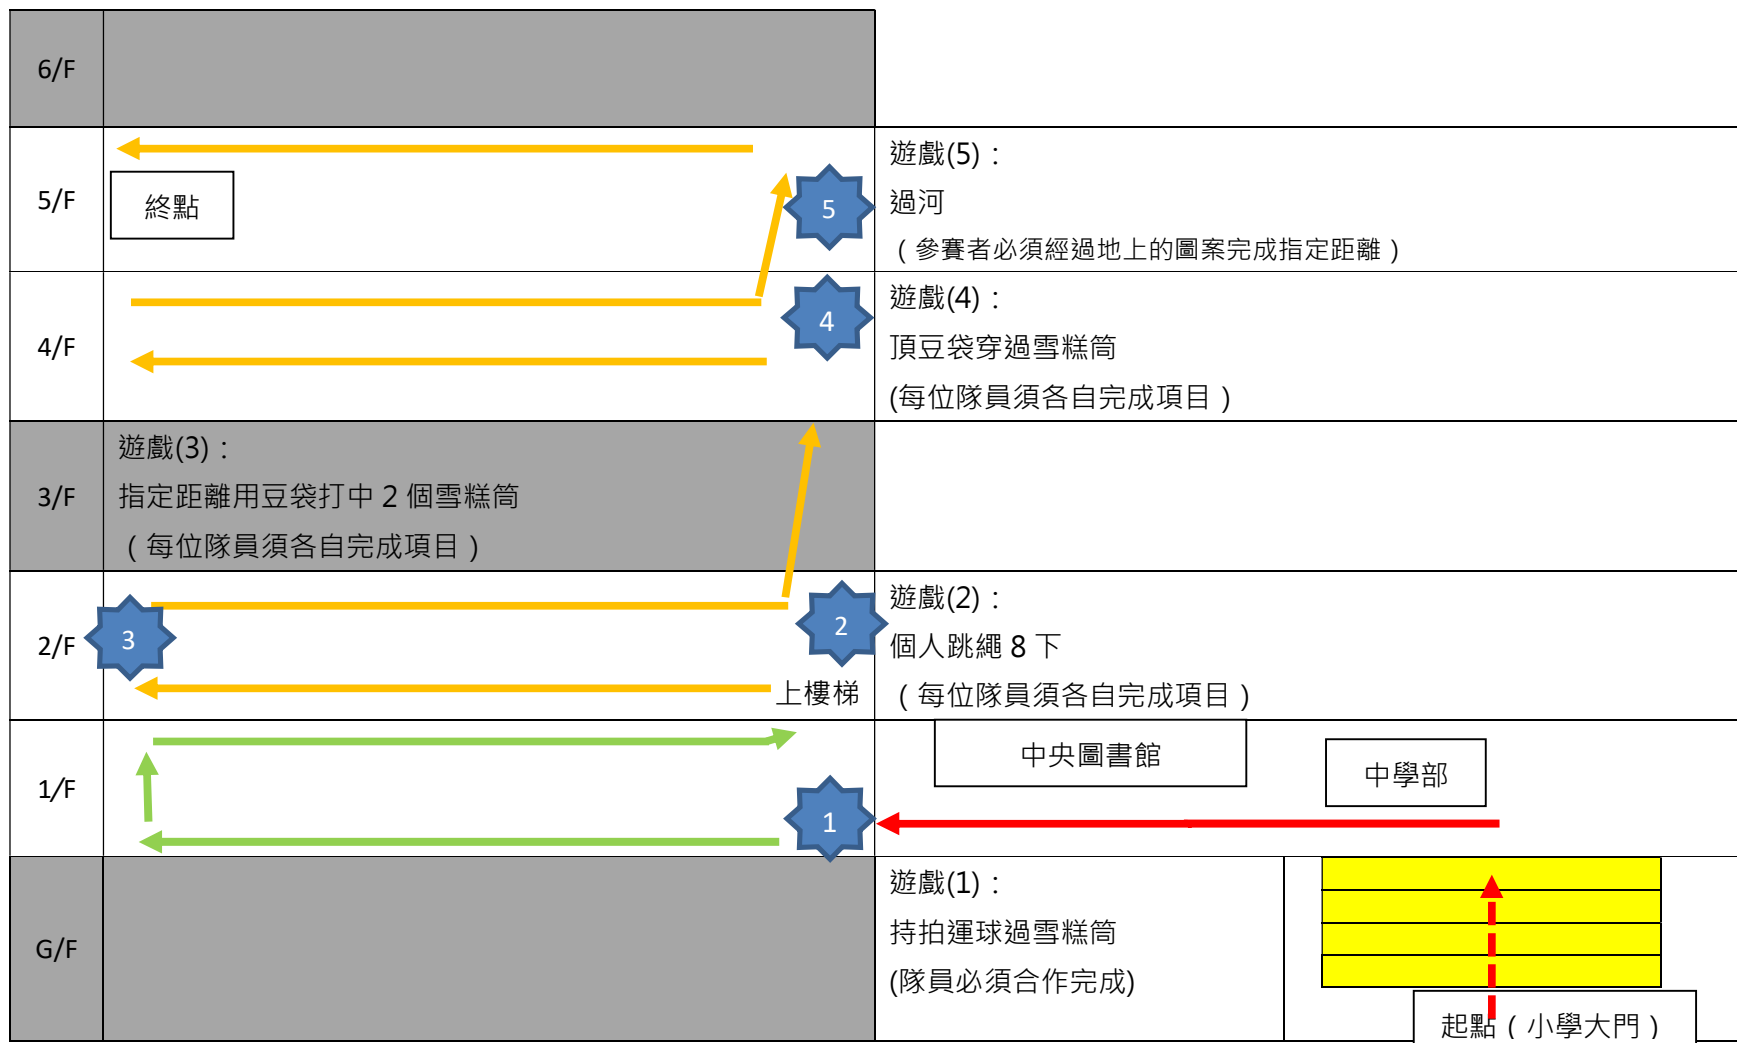 6/F
5/F
終點
5
遊戲(5)：
過河
（參賽者必須經過地上的圖案完成指定距離）
4/F
4
遊戲(4)：
頂豆袋穿過雪糕筒
(每位隊員須各自完成項目）
3/F
遊戲(3)：
指定距離用豆袋打中 2 個雪糕筒
（每位隊員須各自完成項目）
2/F
3
2
上樓梯
遊戲(2)：
個人跳繩 8 下
（每位隊員須各自完成項目）
1/F
1
中央圖書館
中學部
G/F
遊戲(1)：
持拍運球過雪糕筒
(隊員必須合作完成)
起點（小學大門）